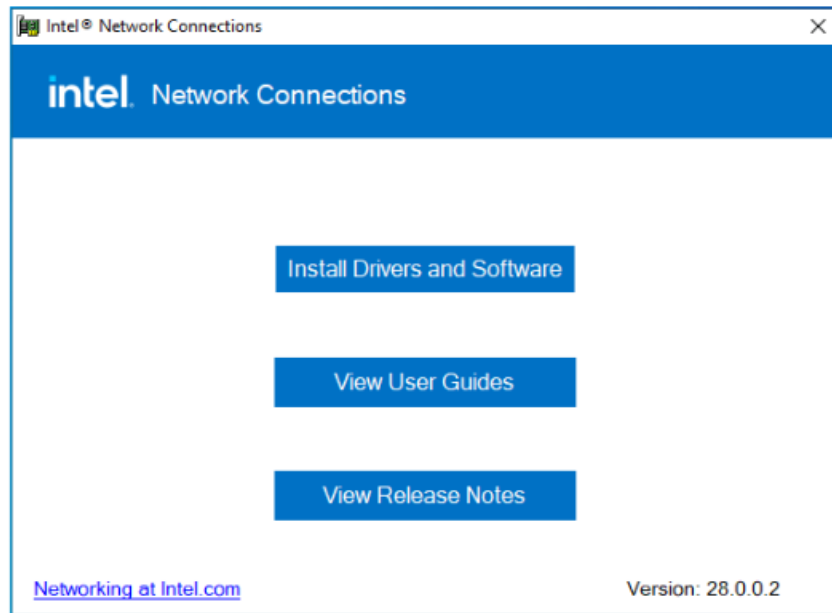 Intel® Network Connections
intel. Network Connections
Install Drivers and Software
View User Guides
View Release Notes
Networking at Intel.com
Version: 28.0.0.2